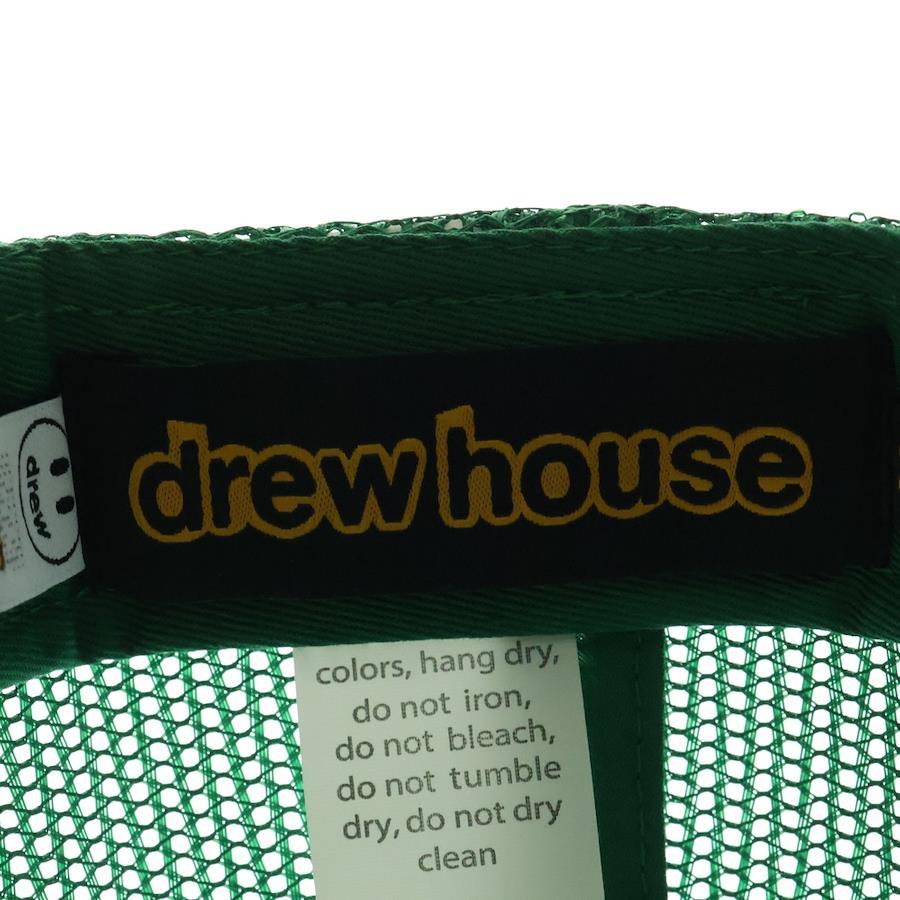 drew house
drew
colors, hang dry,
do not iron,
do not bleach,
do not tumble
dry, do not dry
clean